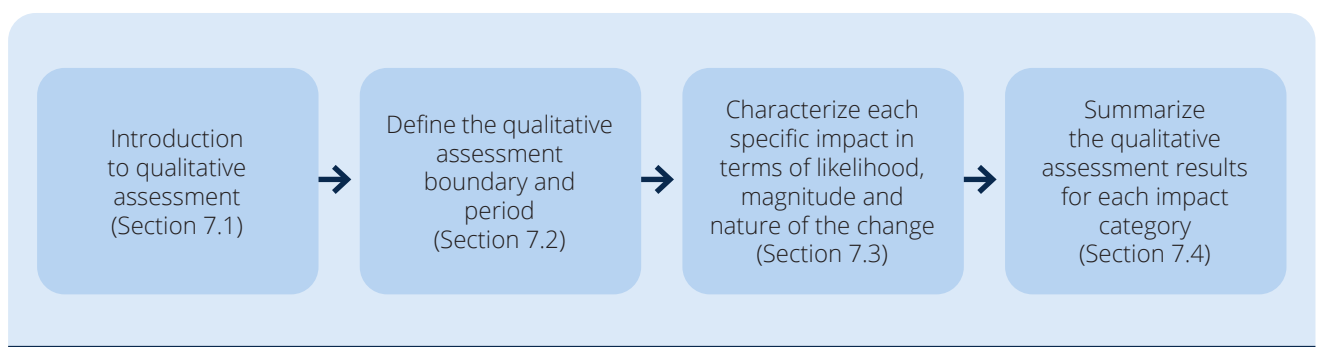 Introduction
to qualitative
assessment
(Section 7.1)
Define the qualitative
assessment
boundary and
period
(Section 7.2)
Characterize each
specific impact in
terms of likelihood,
magnitude and
nature of the change
(Section 7.3)
Summarize
the qualitative
assessment results
for each impact
category
(Section 7.4)